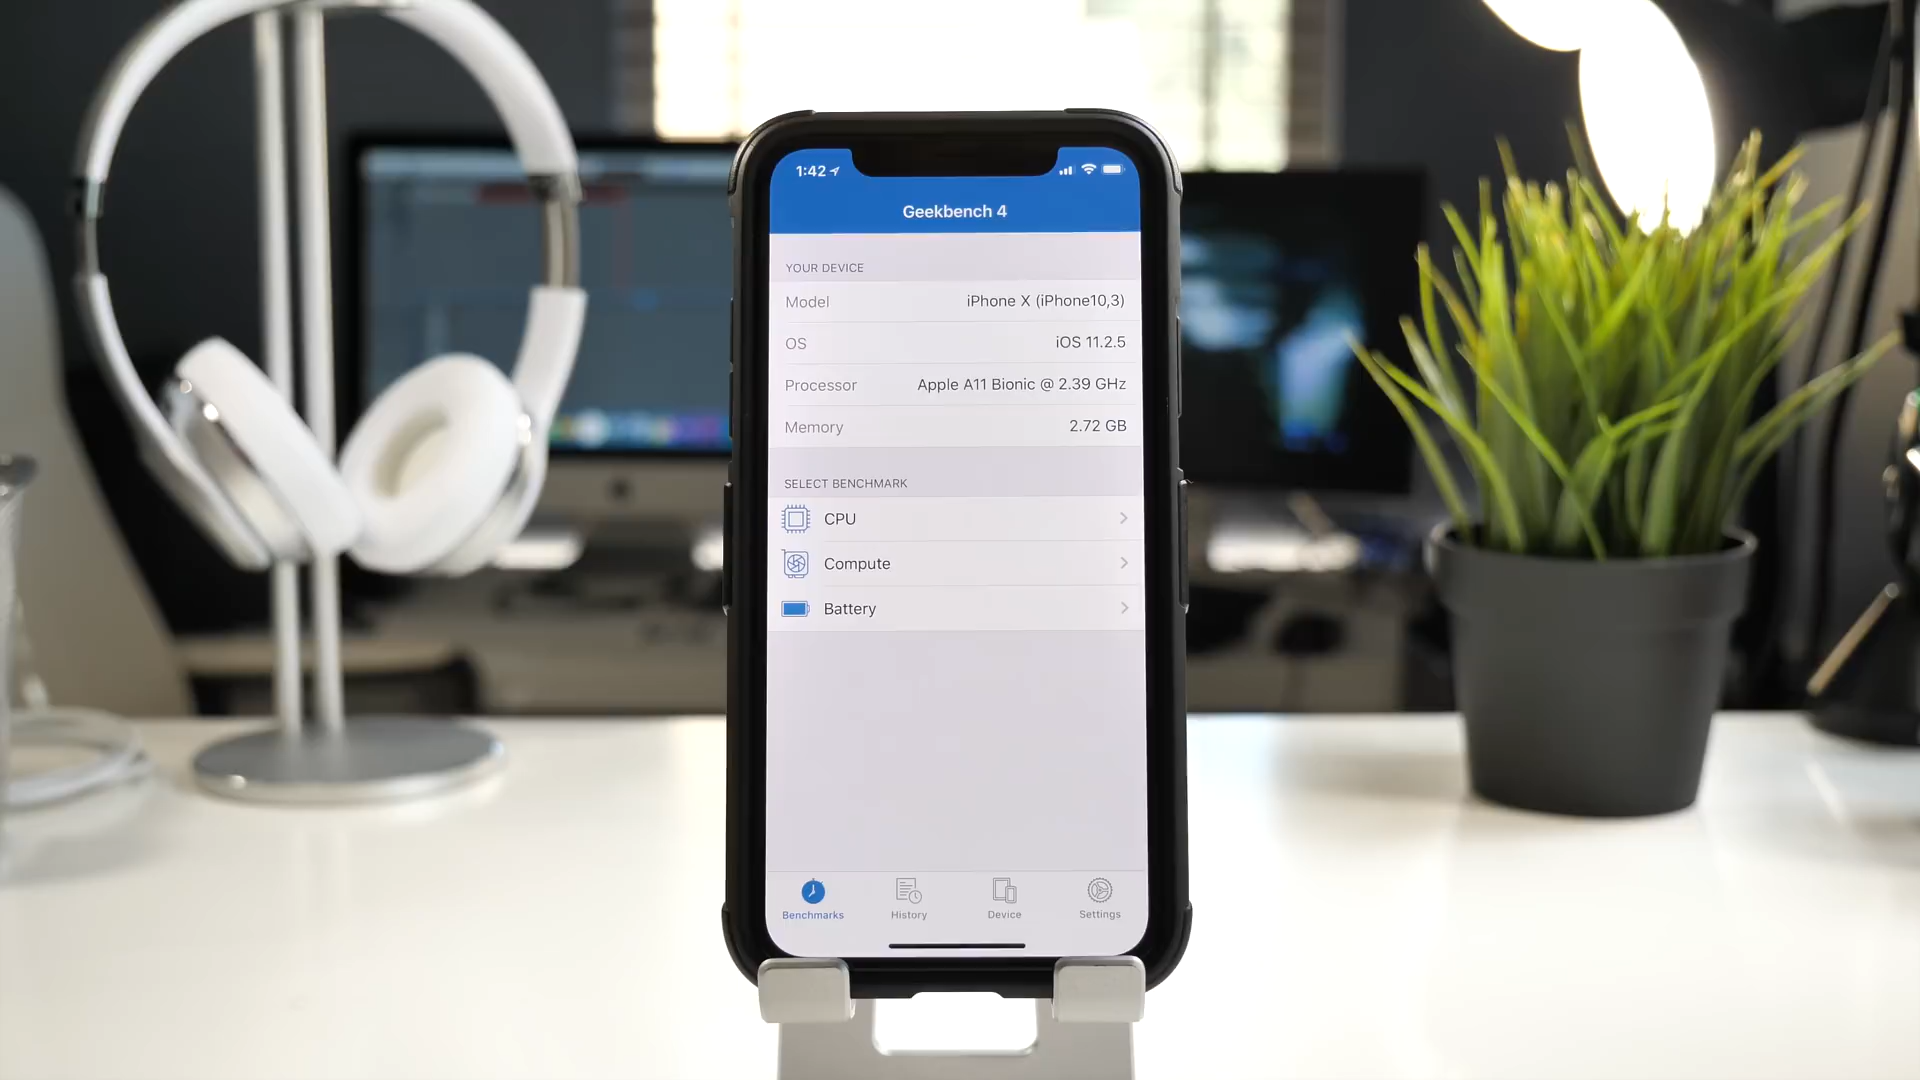 1:42
Geekbench 4
YOUR DEVICE
Model iPhone X (iPhone10,3)
OS iOS 11.2.5
Processor Apple A11 Bionic @ 2.39 GHz
Memory 2.72 GB
SELECT BENCHMARK
CPU
Compute
Battery
Benchmarks History Device Settings